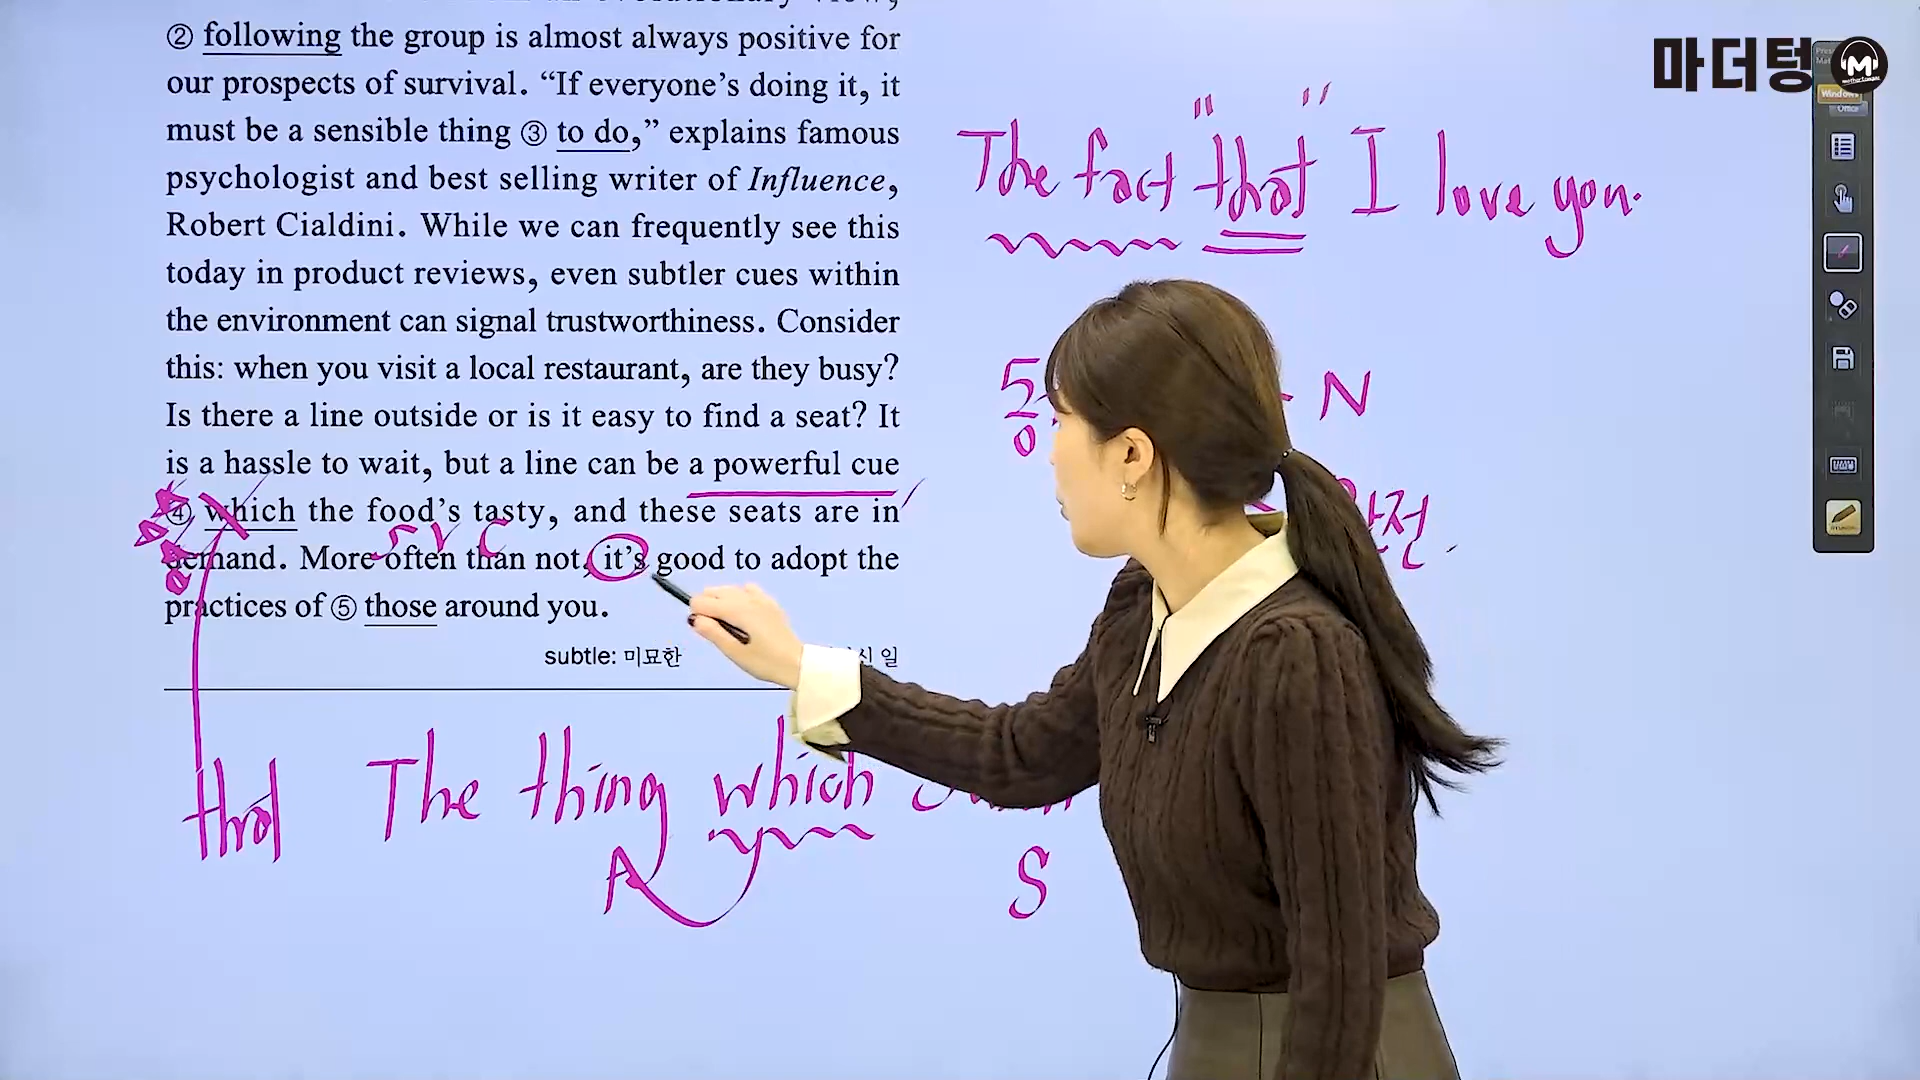 ② following the group is almost always positive for
our prospects of survival. “If everyone’s doing it, it
must be a sensible thing ③ to do,” explains famous
psychologist and best selling writer of Influence,
Robert Cialdini. While we can frequently see this
today in product reviews, even subtler cues within
the environment can signal trustworthiness. Consider
this: when you visit a local restaurant, are they busy?
Is there a line outside or is it easy to find a seat? It
is a hassle to wait, but a line can be a powerful cue
④ which the food’s tasty, and these seats are in
demand. More often than not, it’s good to adopt the
practices of ⑤ those around you.
subtle: 미묘한
일
S V C
that
The thing which
A
S
The fact "that" I love you.
N
마더텅
M
Windows
Office